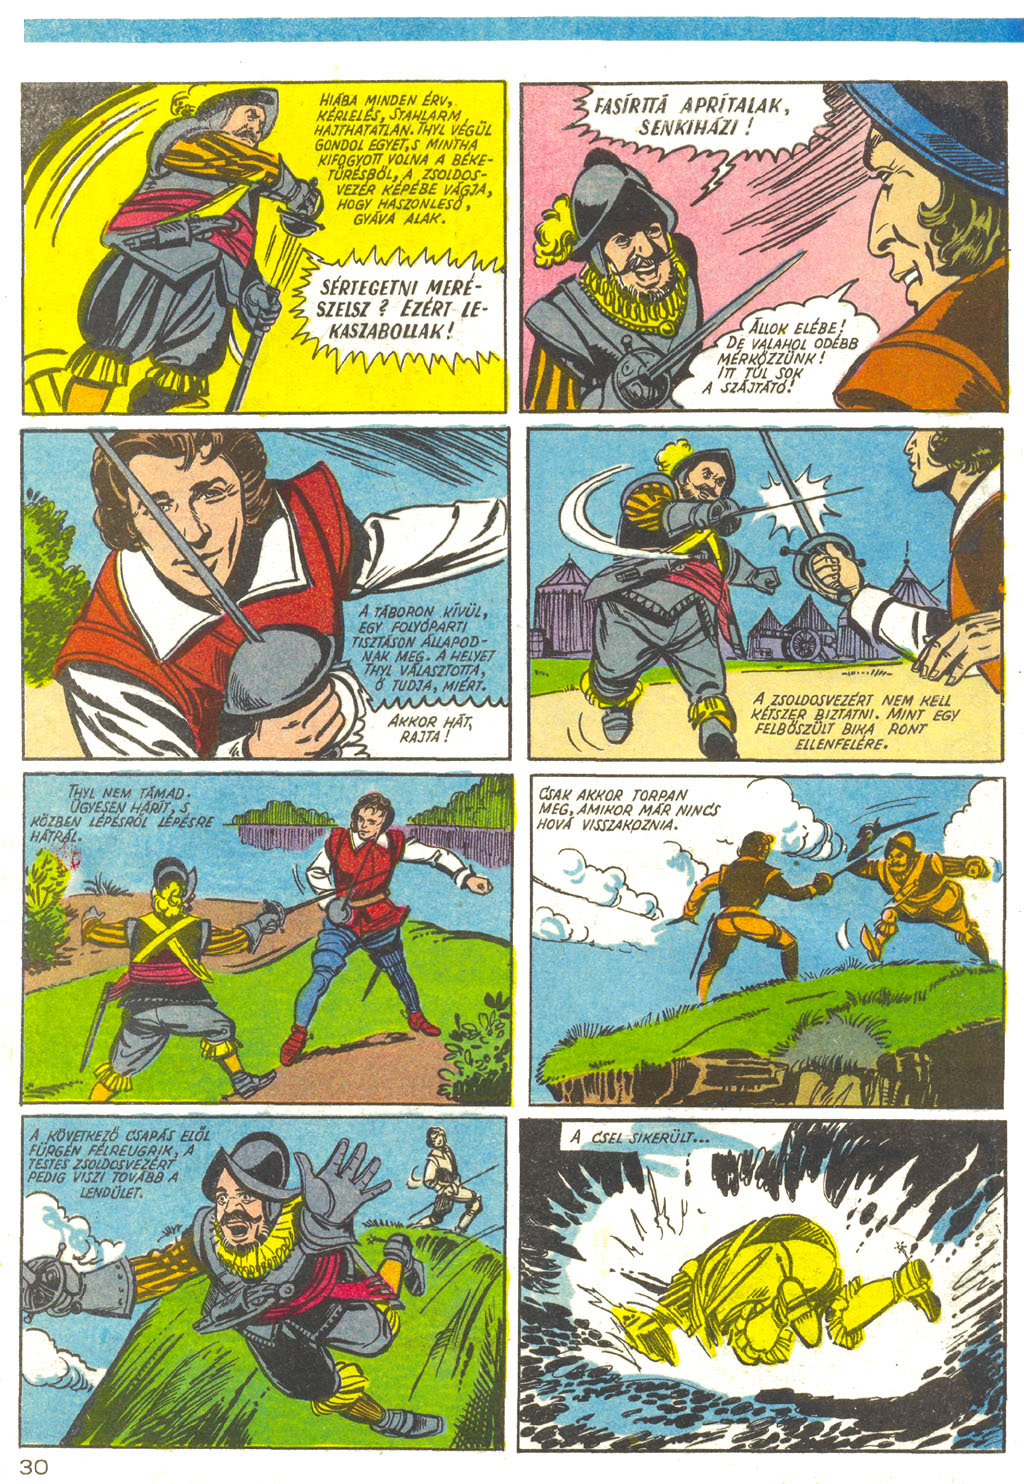 HIÁBA MINDEN ÉRV,
KÉRLELÉS, STAHLARM
HAJTHATATLAN. THYL VÉGÜL
GONDOL EGYET, S MINTHA
KIFOGYOTT VOLNA A BÉKE-
TŰRÉSBŐL, A ZSOLDOS-
VEZÉR KÉPÉBE VÁGJA,
HOGY HASZONLESŐ,
GYÁVA ALAK.
SÉRTEGETNI MERÉ-
SZELSZ? EZÉRT LE-
KASZABOLLAK!
FASÍRTTÁ APRÍTALAK,
SENKIHÁZI!
ÁLLOK ELÉBE!
DE VALAHOL ODÉBB
MÉRKŐZZÜNK!
ITT TÚL SOK
A SZÁJTÁTÓ!
A TÁBORON KÍVÜL,
EGY FOLYÓPARTI
TISZTÁSON ÁLLAPOD-
NAK MEG. A HELYET
THYL VÁLASZTOTTA,
Ő TUDJA, MIÉRT.
AKKOR HÁT,
RAJTA!
A ZSOLDOSVEZÉRT NEM KELL
KÉTSZER BIZTATNI. MINT EGY
FELBŐSZÜLT BIKA RONT
ELLENFELÉRE.
THYL NEM TÁMAD.
ÜGYESEN HÁRÍT, S
KÖZBEN LÉPÉSRŐL LÉPÉSRE
HÁTRÁL.
CSAK AKKOR TORPAN
MEG, AMIKOR MÁR NINCS
HOVÁ VISSZAKOZNIA.
A KÖVETKEZŐ CSAPÁS ELŐL
FÜRGÉN FÉLREUGRIK, A
TESTES ZSOLDOSVEZÉRT
PEDIG VISZI TOVÁBB A
LENDÜLET.
A CSEL SIKERÜLT...
30